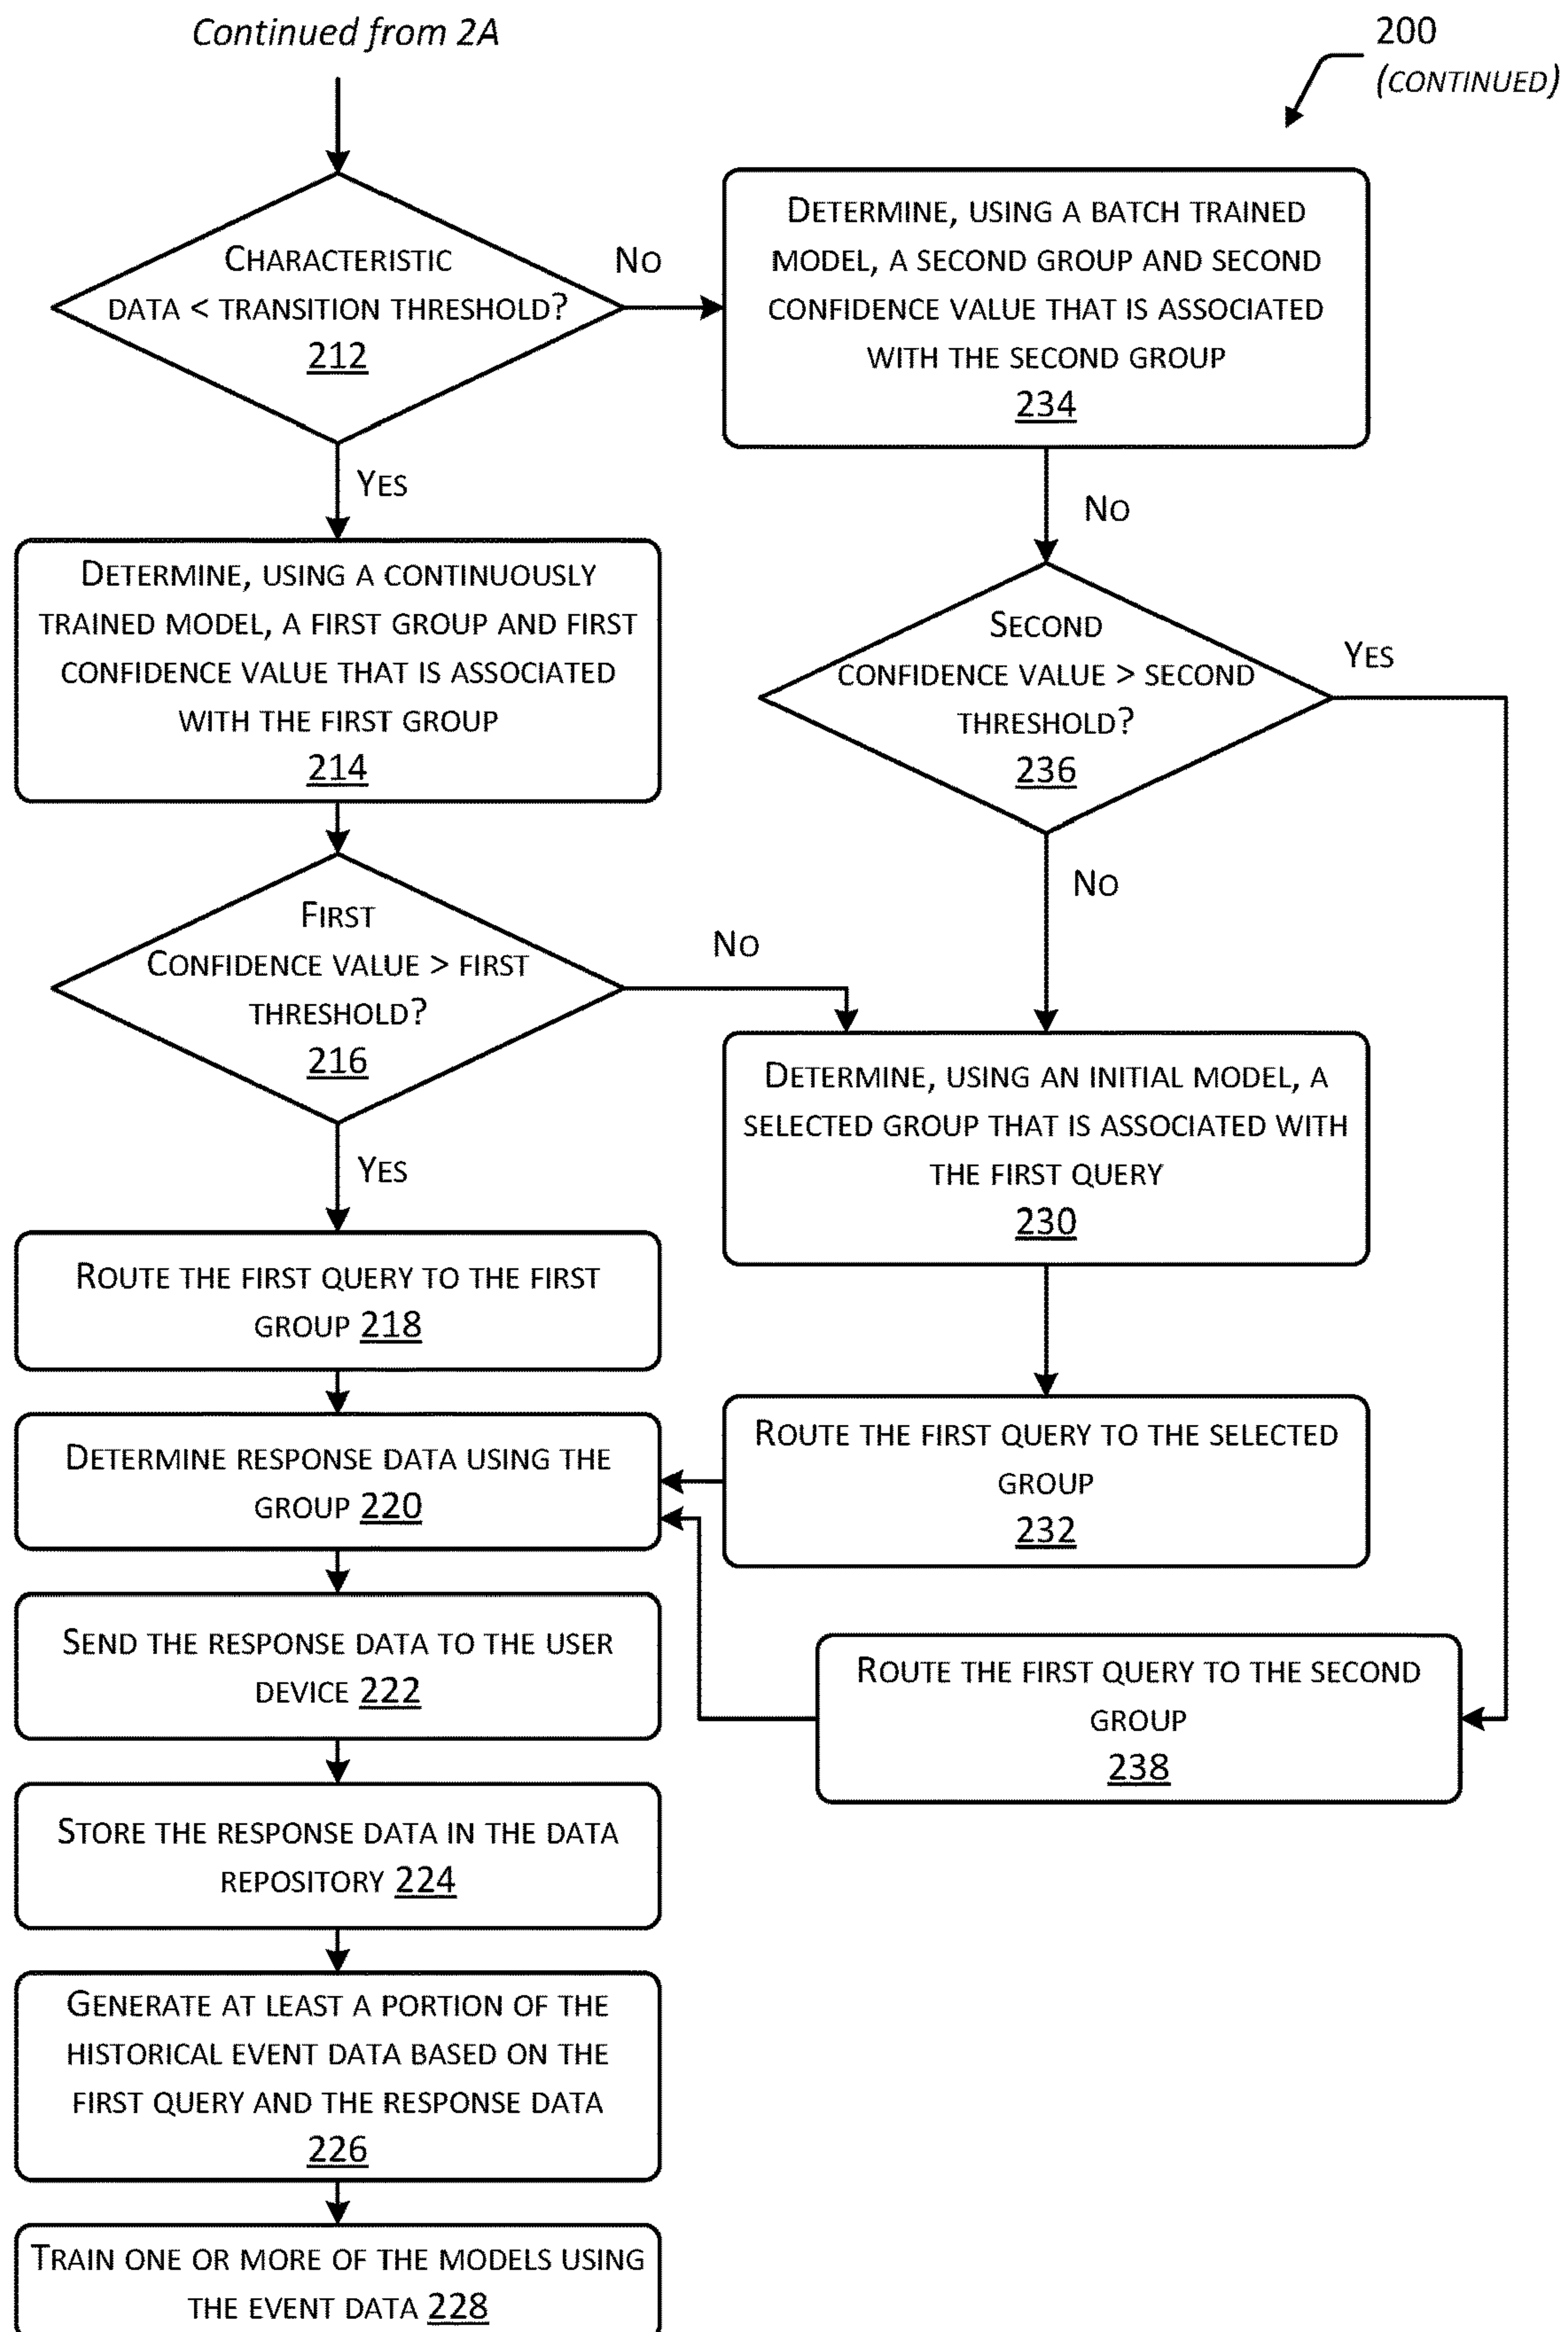 Continued from 2A
200
(CONTINUED)
CHARACTERISTIC
DATA < TRANSITION THRESHOLD?
212
NO
YES
DETERMINE, USING A BATCH TRAINED
MODEL, A SECOND GROUP AND SECOND
CONFIDENCE VALUE THAT IS ASSOCIATED
WITH THE SECOND GROUP
234
NO
DETERMINE, USING A CONTINUOUSLY
TRAINED MODEL, A FIRST GROUP AND FIRST
CONFIDENCE VALUE THAT IS ASSOCIATED
WITH THE FIRST GROUP
214
SECOND
CONFIDENCE VALUE > SECOND
THRESHOLD?
236
YES
NO
FIRST
CONFIDENCE VALUE > FIRST
THRESHOLD?
216
NO
YES
DETERMINE, USING AN INITIAL MODEL, A
SELECTED GROUP THAT IS ASSOCIATED WITH
THE FIRST QUERY
230
ROUTE THE FIRST QUERY TO THE FIRST
GROUP 218
DETERMINE RESPONSE DATA USING THE
GROUP 220
ROUTE THE FIRST QUERY TO THE SELECTED
GROUP
232
SEND THE RESPONSE DATA TO THE USER
DEVICE 222
ROUTE THE FIRST QUERY TO THE SECOND
GROUP
238
STORE THE RESPONSE DATA IN THE DATA
REPOSITORY 224
GENERATE AT LEAST A PORTION OF THE
HISTORICAL EVENT DATA BASED ON THE
FIRST QUERY AND THE RESPONSE DATA
226
TRAIN ONE OR MORE OF THE MODELS USING
THE EVENT DATA 228